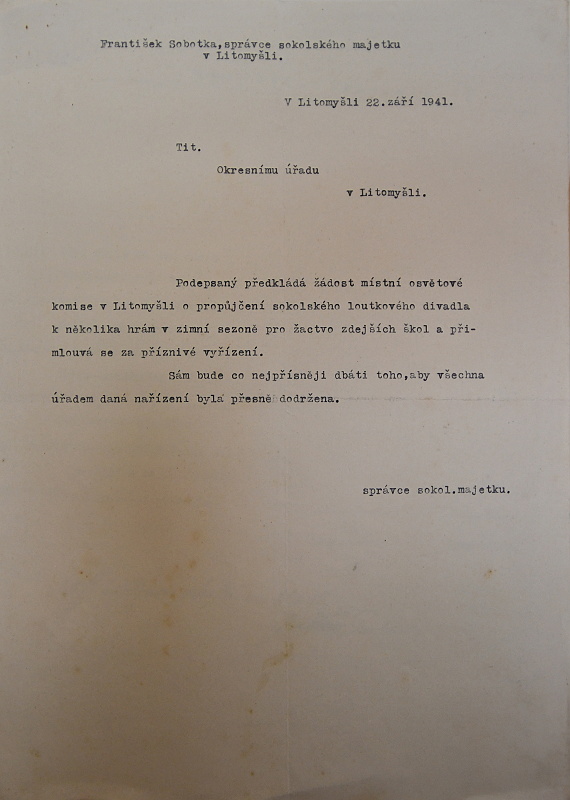 František Sobotka,správce sokolského majetku
v Litomyšli.
V Litomyšli 22.září 1941.
Tit.
Okresnímu úřadu
v Litomyšli.
Podepsaný předkládá žádost místní osvětové
komise v Litomyšli o propůjčení sokolského loutkového divadla
k několika hrám v zimní sezoně pro žactvo zdejších škol a při-
mlouvá se za příznivé vyřízení.
Sám bude co nejpřísněji dbáti toho,aby všechna
úřadem daná nařízení byla přesně dodržena.
správce sokol.majetku.